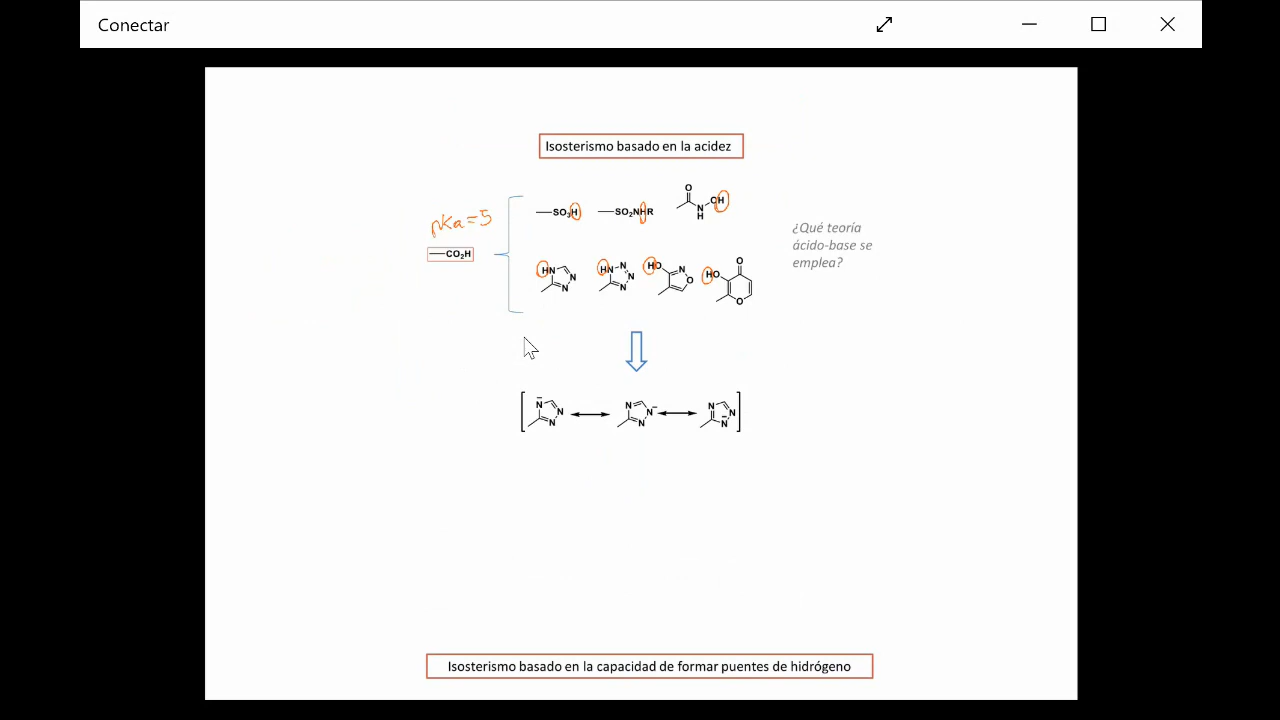 Conectar
Isosterismo basado en la acidez
pKa=5
CO₂H
SO₃H
SO₂NHR
O
N
H
OH
¿Qué teoría
ácido-base se
emplea?
HN
N
N
HN
N
N
N
HO
N
O
HO
O
O
N
N
N
N
N
N
N
N
N
Isosterismo basado en la capacidad de formar puentes de hidrógeno